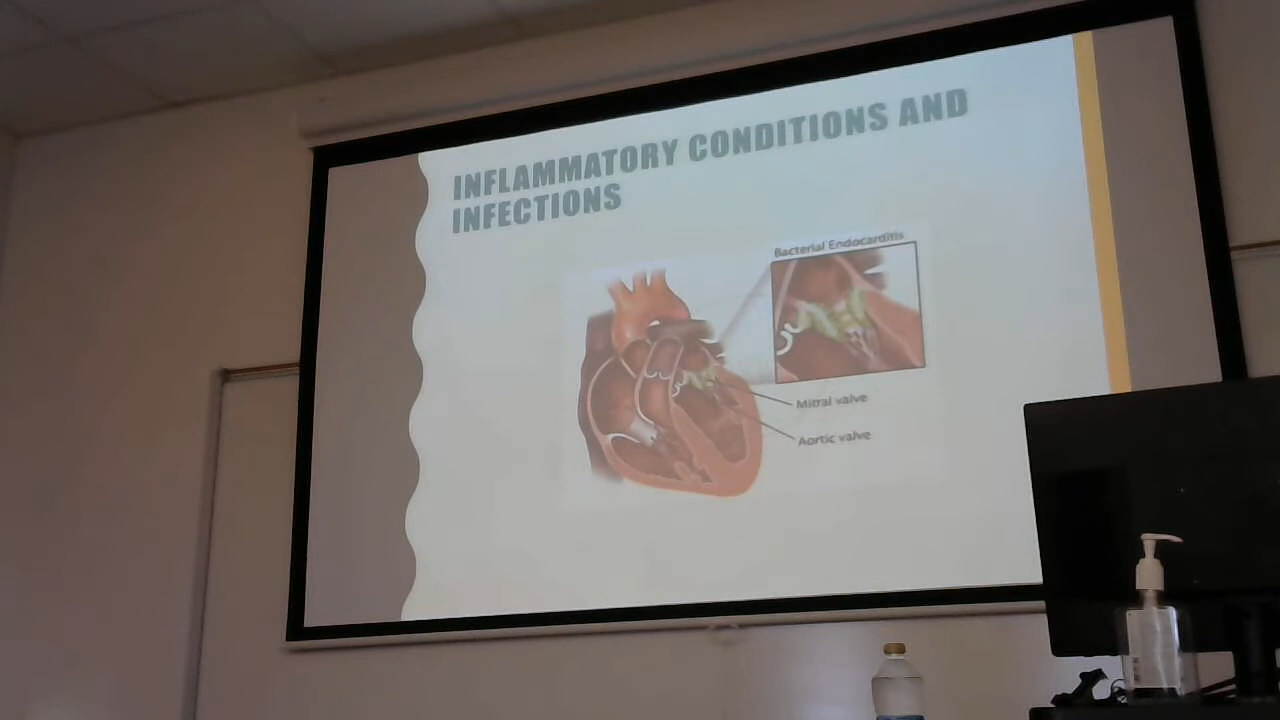 INFLAMMATORY CONDITIONS AND
INFECTIONS
Bacterial Endocarditis
Mitral valve
Aortic valve